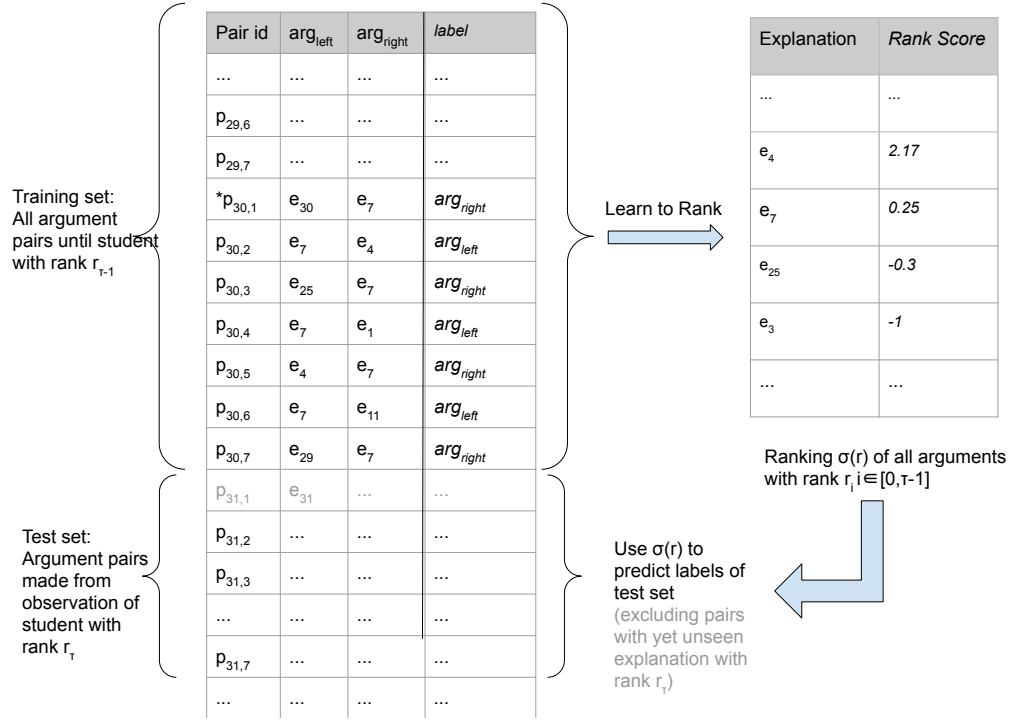 Pair id arg_left arg_right label
... ... ... ...
p_29,6 ... ... ...
p_29,7 ... ... ...
*p_30,1 e_30 e_7 arg_right
p_30,2 e_7 e_4 arg_left
p_30,3 e_25 e_7 arg_right
p_30,4 e_7 e_1 arg_left
p_30,5 e_4 e_7 arg_right
p_30,6 e_7 e_11 arg_left
p_30,7 e_29 e_7 arg_right
p_31,1 e_31 ... ...
p_31,2 ... ... ...
p_31,3 ... ... ...
... ... ... ...
p_31,7 ... ... ...
... ... ... ...
Training set:
All argument
pairs until student
with rank r_τ-1
Test set:
Argument pairs
made from
observation of
student with
rank r_τ
Learn to Rank
Explanation Rank Score
... ...
e_4 2.17
e_7 0.25
e_25 -0.3
e_3 -1
... ...
Ranking σ(r) of all arguments
with rank r_i i∈[0,τ-1]
Use σ(r) to
predict labels of
test set
(excluding pairs
with yet unseen
explanation with
rank r_τ)